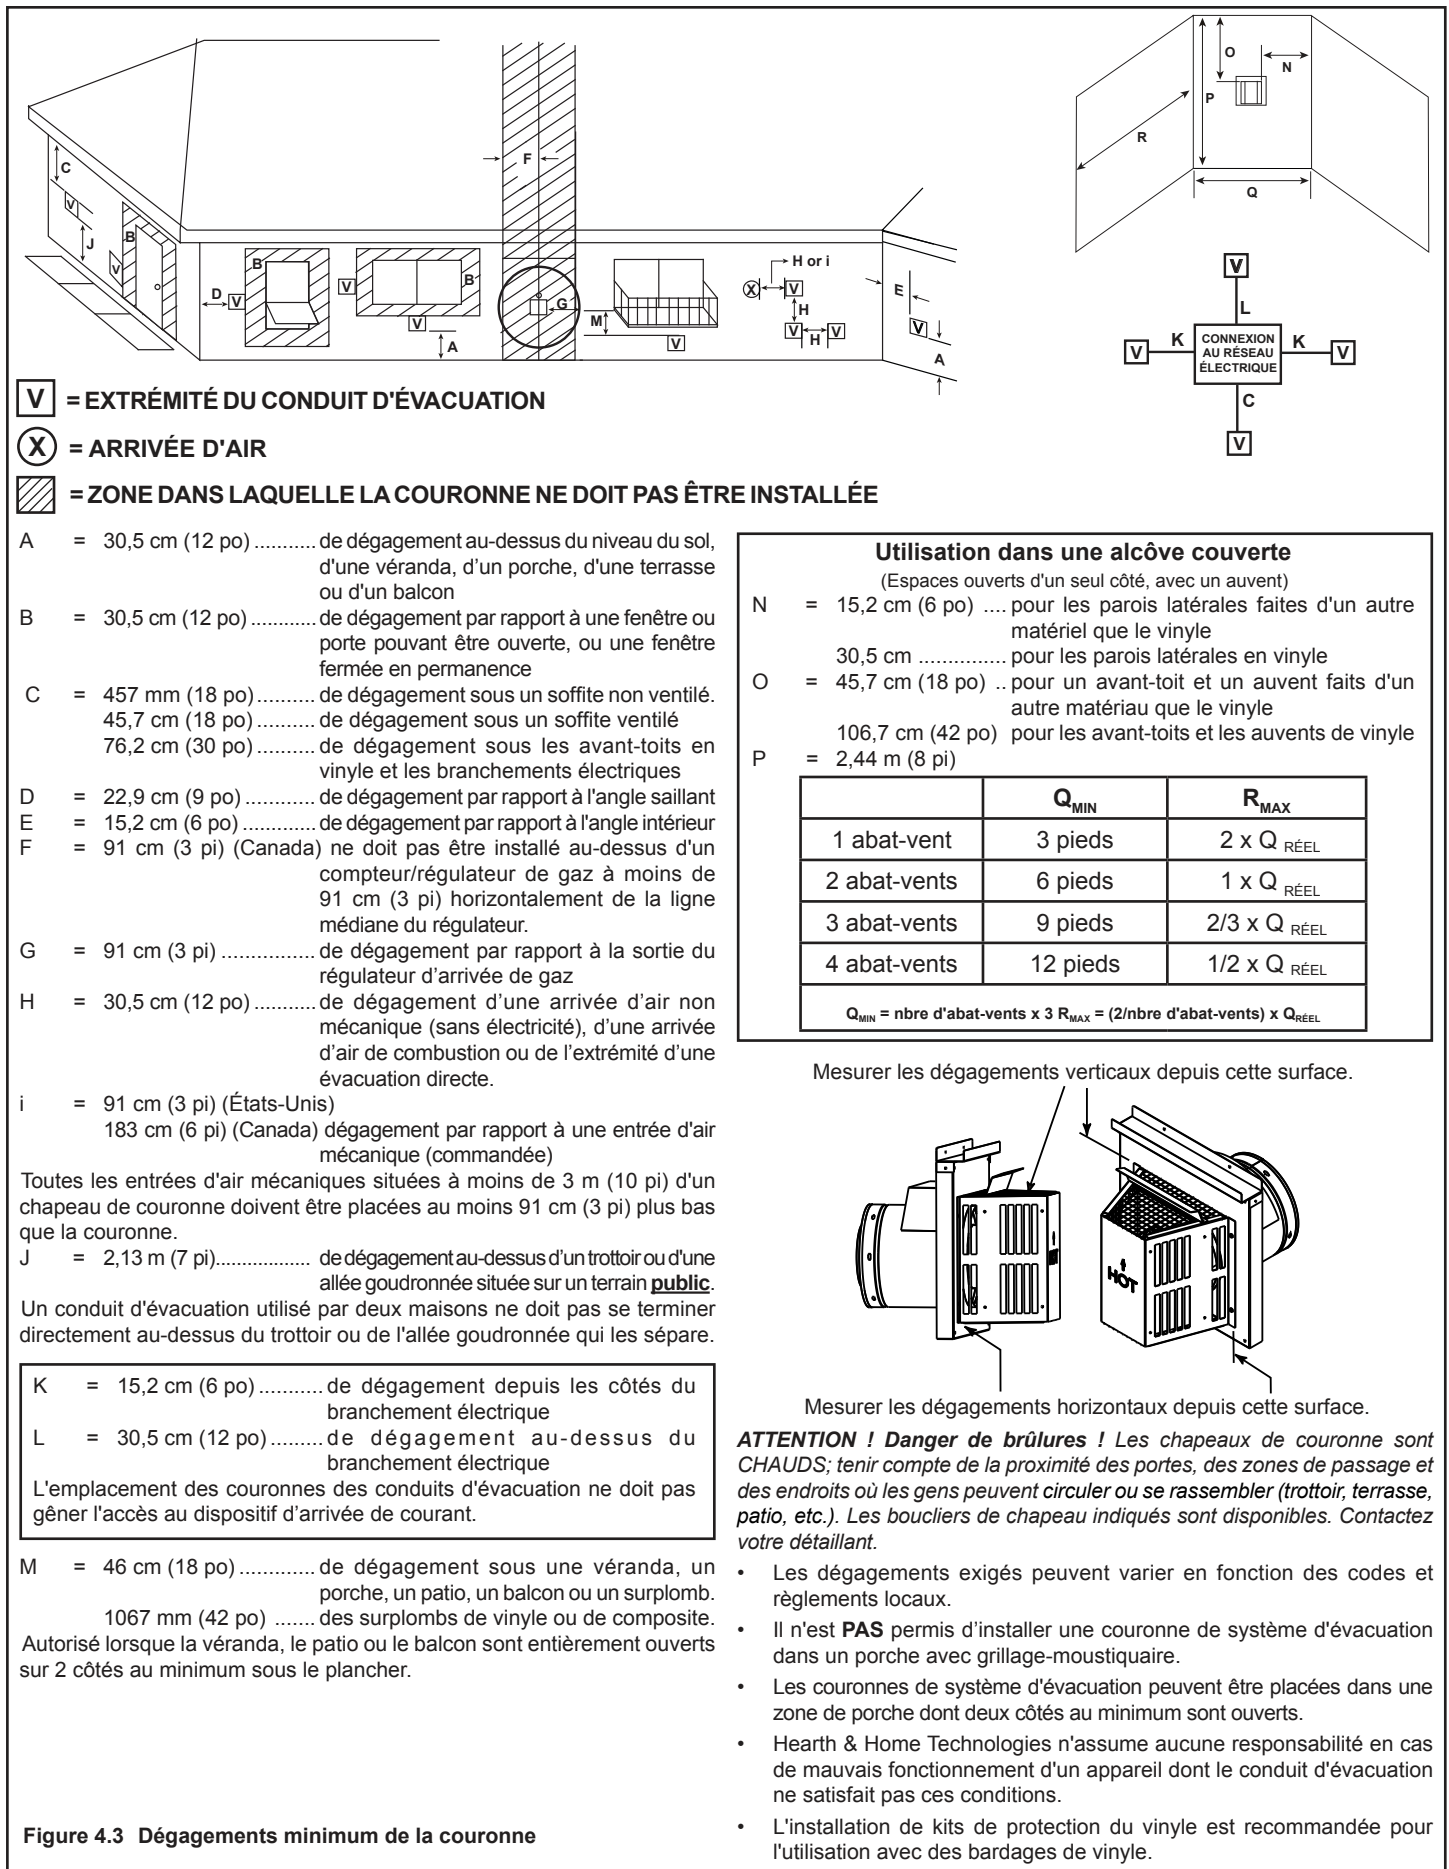 C
V
J
V
B
D
V
B
V
B
V
A
F
G
M
V
H or i
X
V
H
V
V
H
E
V
A
O
N
P
R
Q
V
L
V
K
CONNEXION
AU RÉSEAU
ÉLECTRIQUE
K
V
C
V
V = EXTRÉMITÉ DU CONDUIT D'ÉVACUATION
X = ARRIVÉE D'AIR
= ZONE DANS LAQUELLE LA COURONNE NE DOIT PAS ÊTRE INSTALLÉE
A = 30,5 cm (12 po) ........... de dégagement au-dessus du niveau du sol,
d'une véranda, d'un porche, d'une terrasse
ou d'un balcon
B = 30,5 cm (12 po) ............ de dégagement par rapport à une fenêtre ou
porte pouvant être ouverte, ou une fenêtre
fermée en permanence
C = 457 mm (18 po) .......... de dégagement sous un soffite non ventilé.
45,7 cm (18 po) .......... de dégagement sous un soffite ventilé
76,2 cm (30 po) .......... de dégagement sous les avant-toits en
vinyle et les branchements électriques
D = 22,9 cm (9 po) ............ de dégagement par rapport à l'angle saillant
E = 15,2 cm (6 po) ............. de dégagement par rapport à l'angle intérieur
F = 91 cm (3 pi) (Canada) ne doit pas être installé au-dessus d'un
compteur/régulateur de gaz à moins de
91 cm (3 pi) horizontalement de la ligne
médiane du régulateur.
G = 91 cm (3 pi) ................ de dégagement par rapport à la sortie du
régulateur d’arrivée de gaz
H = 30,5 cm (12 po) ........... de dégagement d’une arrivée d’air non
mécanique (sans électricité), d’une arrivée
d’air de combustion ou de l’extrémité d’une
évacuation directe.
i = 91 cm (3 pi) (États-Unis)
183 cm (6 pi) (Canada) dégagement par rapport à une entrée d'air
mécanique (commandée)
Toutes les entrées d'air mécaniques situées à moins de 3 m (10 pi) d'un
chapeau de couronne doivent être placées au moins 91 cm (3 pi) plus bas
que la couronne.
J = 2,13 m (7 pi).................. de dégagement au-dessus d’un trottoir ou d'une
allée goudronnée située sur un terrain public.
Un conduit d'évacuation utilisé par deux maisons ne doit pas se terminer
directement au-dessus du trottoir ou de l'allée goudronnée qui les sépare.
K = 15,2 cm (6 po) ........... de dégagement depuis les côtés du
branchement électrique
L = 30,5 cm (12 po) ......... de dégagement au-dessus du
branchement électrique
L'emplacement des couronnes des conduits d'évacuation ne doit pas
gêner l'accès au dispositif d’arrivée de courant.
M = 46 cm (18 po) ............. de dégagement sous une véranda, un
porche, un patio, un balcon ou un surplomb.
1067 mm (42 po) ....... des surplombs de vinyle ou de composite.
Autorisé lorsque la véranda, le patio ou le balcon sont entièrement ouverts
sur 2 côtés au minimum sous le plancher.
Figure 4.3 Dégagements minimum de la couronne
Utilisation dans une alcôve couverte
(Espaces ouverts d'un seul côté, avec un auvent)
N = 15,2 cm (6 po) .... pour les parois latérales faites d'un autre
matériel que le vinyle
30,5 cm ............... pour les parois latérales en vinyle
O = 45,7 cm (18 po) .. pour un avant-toit et un auvent faits d'un
autre matériau que le vinyle
106,7 cm (42 po) pour les avant-toits et les auvents de vinyle
P = 2,44 m (8 pi)
QMIN RMAX
1 abat-vent 3 pieds 2 x Q RÉEL
2 abat-vents 6 pieds 1 x Q RÉEL
3 abat-vents 9 pieds 2/3 x Q RÉEL
4 abat-vents 12 pieds 1/2 x Q RÉEL
QMIN = nbre d'abat-vents x 3 RMAX = (2/nbre d'abat-vents) x QRÉEL
Mesurer les dégagements verticaux depuis cette surface.
HOT
Mesurer les dégagements horizontaux depuis cette surface.
ATTENTION ! Danger de brûlures ! Les chapeaux de couronne sont
CHAUDS; tenir compte de la proximité des portes, des zones de passage et
des endroits où les gens peuvent circuler ou se rassembler (trottoir, terrasse,
patio, etc.). Les boucliers de chapeau indiqués sont disponibles. Contactez
votre détaillant.
• Les dégagements exigés peuvent varier en fonction des codes et
règlements locaux.
• Il n'est PAS permis d’installer une couronne de système d'évacuation
dans un porche avec grillage-moustiquaire.
• Les couronnes de système d'évacuation peuvent être placées dans une
zone de porche dont deux côtés au minimum sont ouverts.
• Hearth & Home Technologies n'assume aucune responsabilité en cas
de mauvais fonctionnement d'un appareil dont le conduit d'évacuation
ne satisfait pas ces conditions.
• L'installation de kits de protection du vinyle est recommandée pour
l'utilisation avec des bardages de vinyle.